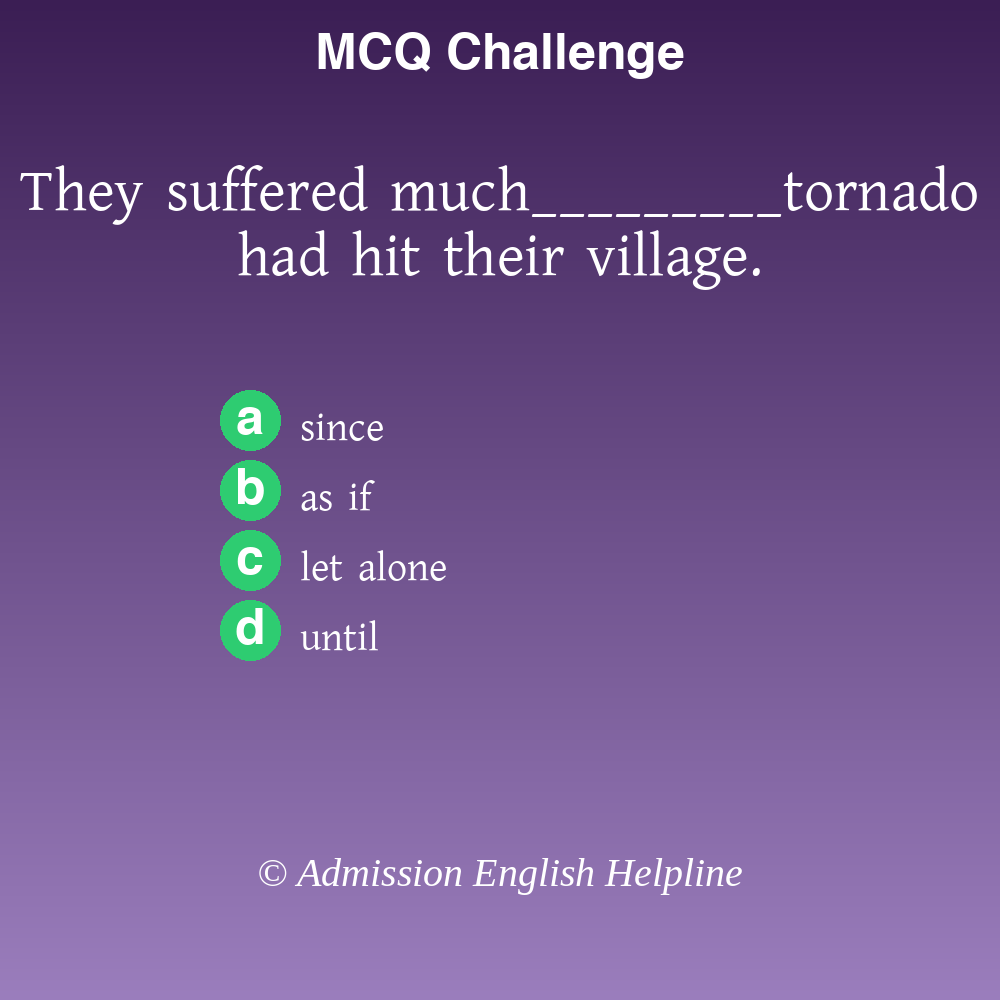 MCQ Challenge
They suffered much_________tornado
had hit their village.
a since
b as if
c let alone
d until
© Admission English Helpline